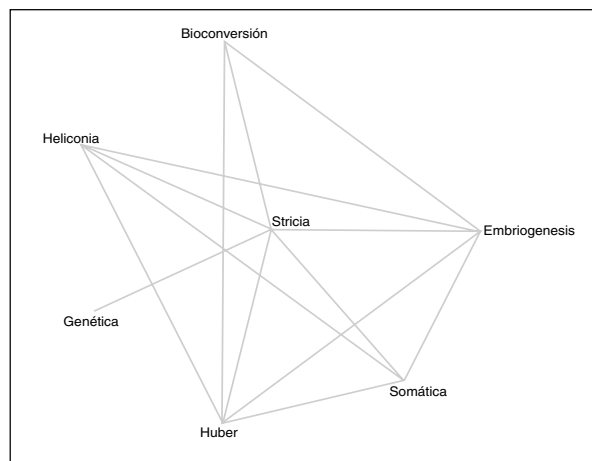 Bioconversión
Heliconia
Stricia
Embriogenesis
Genética
Somática
Huber